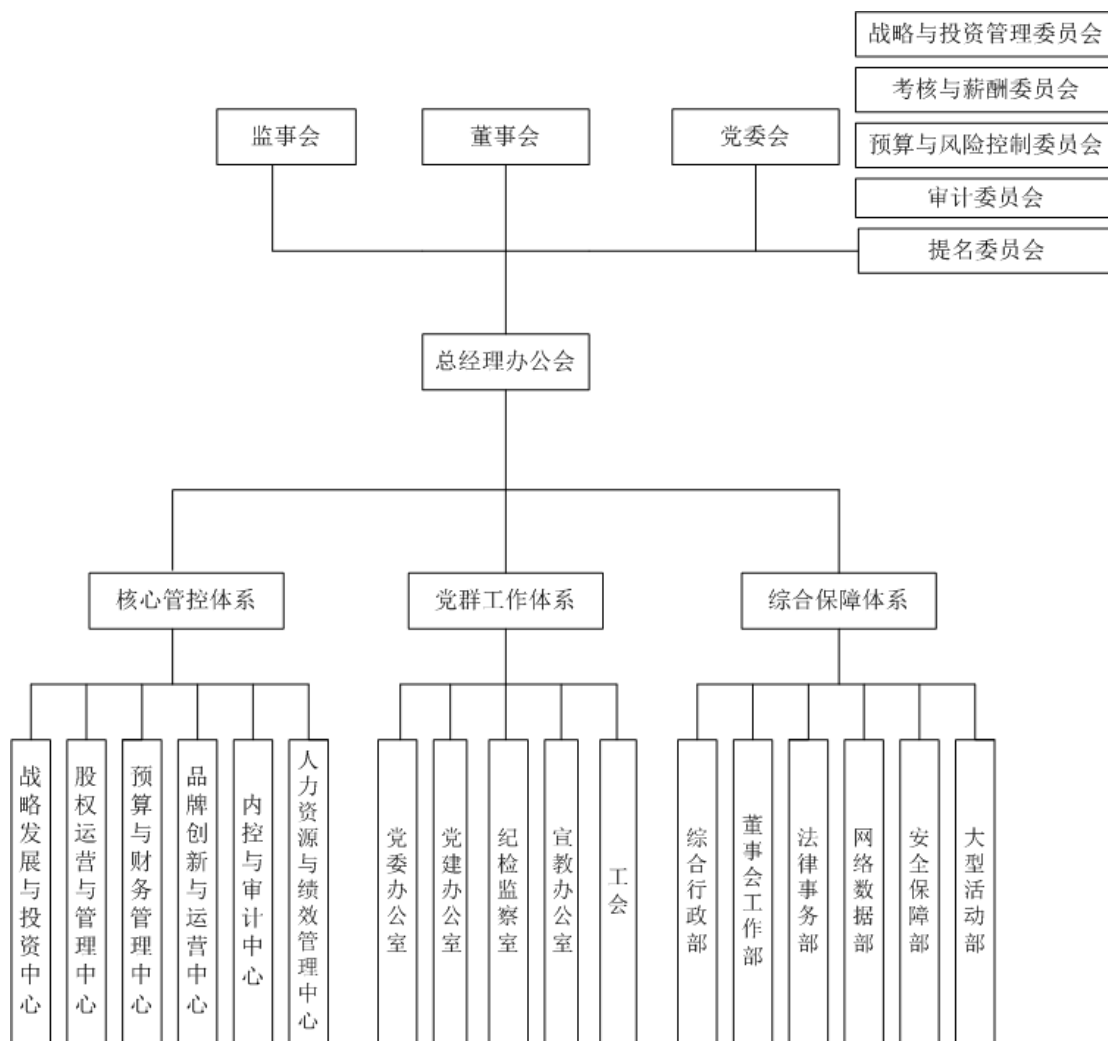 战略与投资管理委员会
考核与薪酬委员会
预算与风险控制委员会
审计委员会
提名委员会
监事会
董事会
党委会
总经理办公会
核心管控体系
党群工作体系
综合保障体系
战略发展与投资中心
股权运营与管理中心
预算与财务管理中心
品牌创新与运营中心
内控与审计中心
人力资源与绩效管理中心
党委办公室
党建办公室
纪检监察室
宣教办公室
工会
综合行政部
董事会工作部
法律事务部
网络数据部
安全保障部
大型活动部